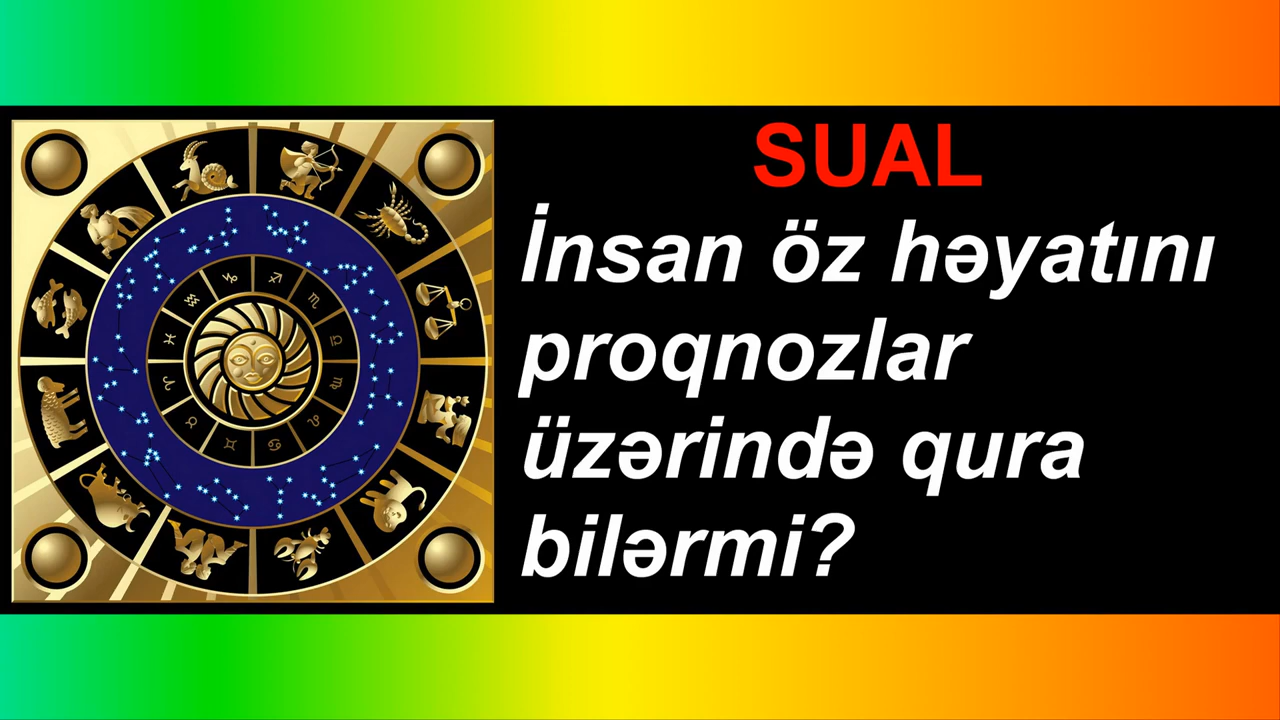 SUAL
İnsan öz həyatını
proqnozlar
üzərində qura
bilərmi?